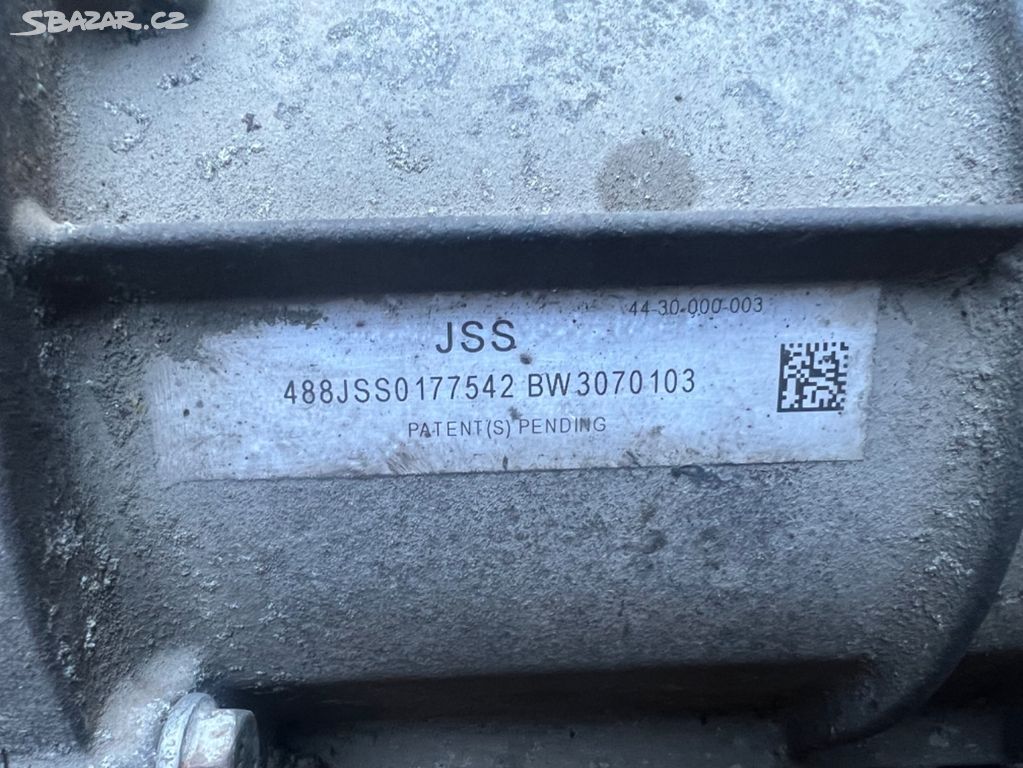 SBAZAR.CZ
44-30-000-003
JSS
488JSS0177542 BW3070103
PATENT(S) PENDING